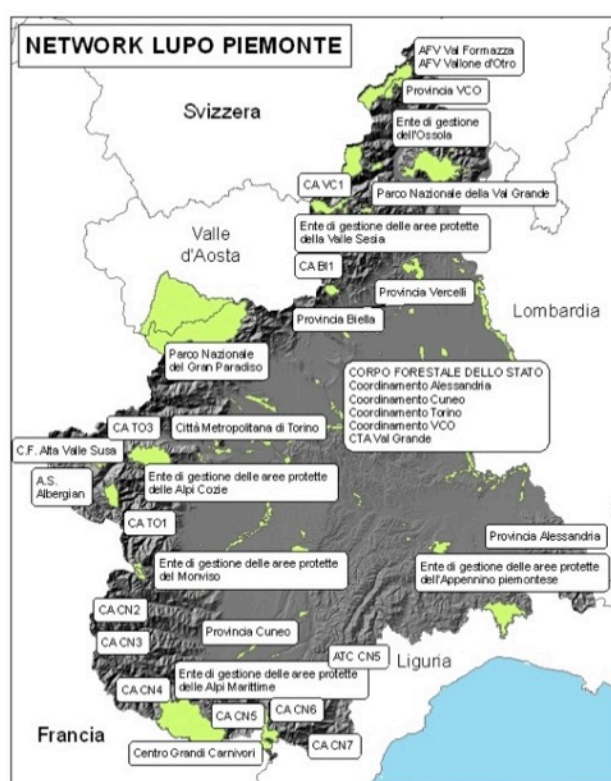 NETWORK LUPO PIEMONTE
AFV Val Formazza
AFV Vallone d'Otro
Provincia VCO
Svizzera
Ente di gestione
dell'Ossola
CA VC1
Parco Nazionale della Val Grande
Ente di gestione delle aree protette
della Valle Sesia
Valle
d'Aosta
CA BI1
Provincia Vercelli
Lombardia
Provincia Biella
Parco Nazionale
del Gran Paradiso
CORPO FORESTALE DELLO STATO
Coordinamento Alessandria
Coordinamento Cuneo
Coordinamento Torino
Coordinamento VCO
CTA Val Grande
CA TO3
Città Metropolitana di Torino
C.F. Alta Valle Susa
Ente di gestione delle aree protette
delle Alpi Cozie
A.S.
Albergian
CA TO1
Provincia Alessandria
Ente di gestione delle aree protette
del Monviso
Ente di gestione delle aree protette
dell'Appennino piemontese
CA CN2
CA CN3
Provincia Cuneo
ATC CN5
Liguria
Ente di gestione delle aree protette
delle Alpi Marittime
CA CN4
CA CN5
CA CN6
Francia
Centro Grandi Carnivori
CA CN7